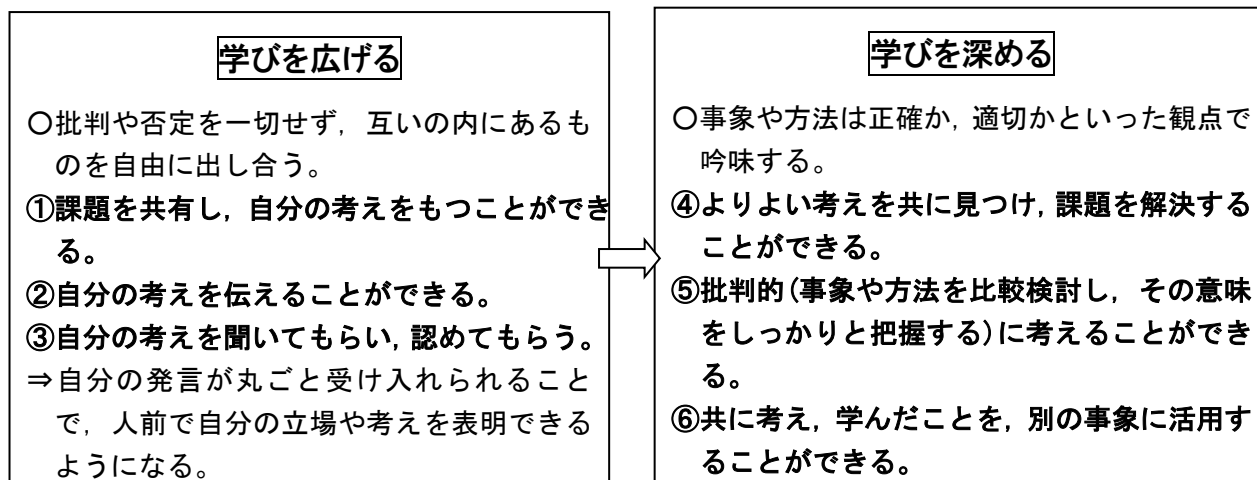 学びを広げる
〇批判や否定を一切せず，互いの内にあるも
のを自由に出し合う。
①課題を共有し，自分の考えをもつことができ
る。
②自分の考えを伝えることができる。
③自分の考えを聞いてもらい，認めてもらう。
⇒自分の発言が丸ごと受け入れられること
で，人前で自分の立場や考えを表明できる
ようになる。
学びを深める
〇事象や方法は正確か，適切かといった観点で
吟味する。
④よりよい考えを共に見つけ，課題を解決する
ことができる。
⑤批判的（事象や方法を比較検討し，その意味
をしっかりと把握する）に考えることができ
る。
⑥共に考え，学んだことを，別の事象に活用す
ることができる。